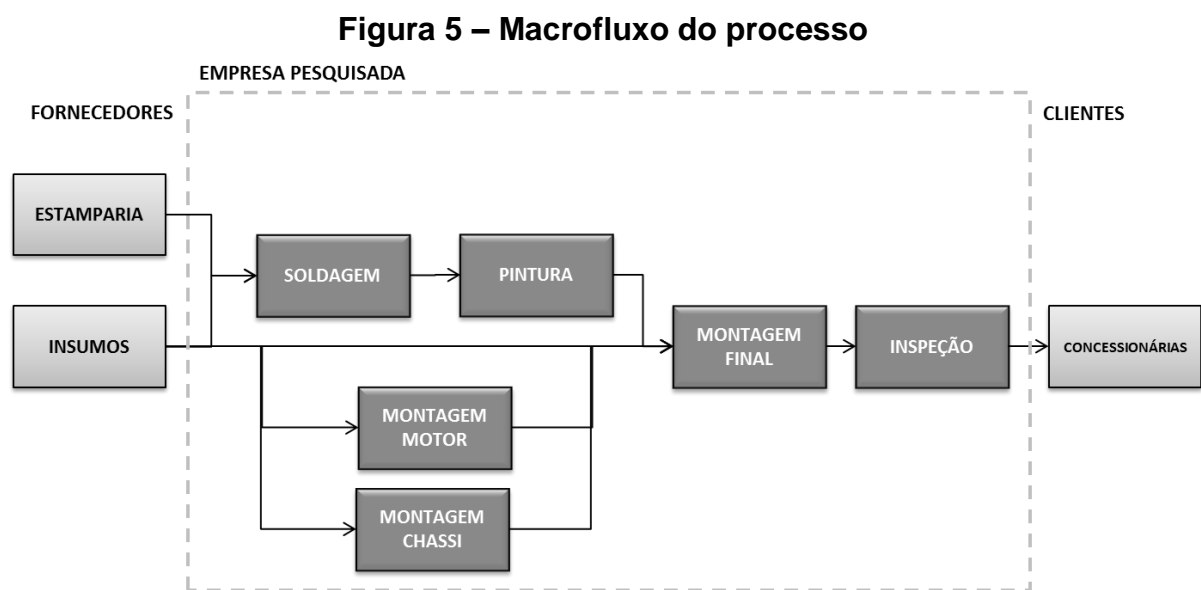 Figura 5 – Macrofluxo do processo
EMPRESA PESQUISADA
FORNECEDORES
CLIENTES
ESTAMPARIA
SOLDAGEM
PINTURA
INSUMOS
MONTAGEM
FINAL
INSPEÇÃO
CONCESSIONÁRIAS
MONTAGEM
MOTOR
MONTAGEM
CHASSI